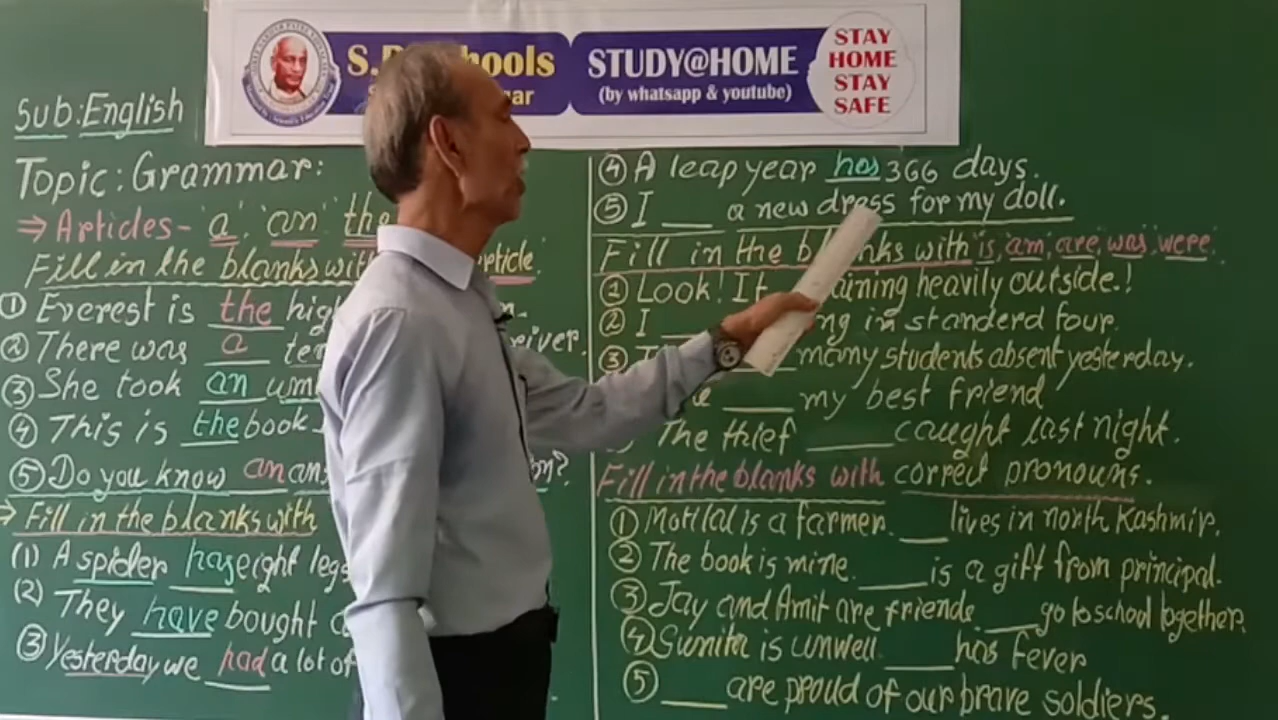 S.P. Schools
STUDY@HOME
(by whatsapp & youtube)
STAY
HOME
STAY
SAFE
Sub:English
Topic: Grammar:
⇒ Articles- 'a' 'an' the
Fill in the blanks with article.
① Everest is the
② There was a river.
③ She took an
④ This is the book
⑤ Do you know an
→ Fill in the blanks with
(1) A spider has eight legs
(2) They have bought
③ Yesterday we had a lot of
④ A leap year has 366 days.
⑤ I ___ a new dress for my doll.
Fill in the blanks with is, am, are, was, were.
① Look! It raining heavily outside.!
② I ___ in standerd four.
③ ___ many students absent yesterday.
___ my best friend
The thief ___ caught last night.
Fill in the blanks with correct pronouns.
① Motilal is a farmer. ___ lives in north Kashmir.
② The book is mine. ___ is a gift from principal.
③ Jay and Amit are friends. ___ go to school together.
④ Sunita is unwell ___ has fever
⑤ ___ are proud of our brave soldiers.